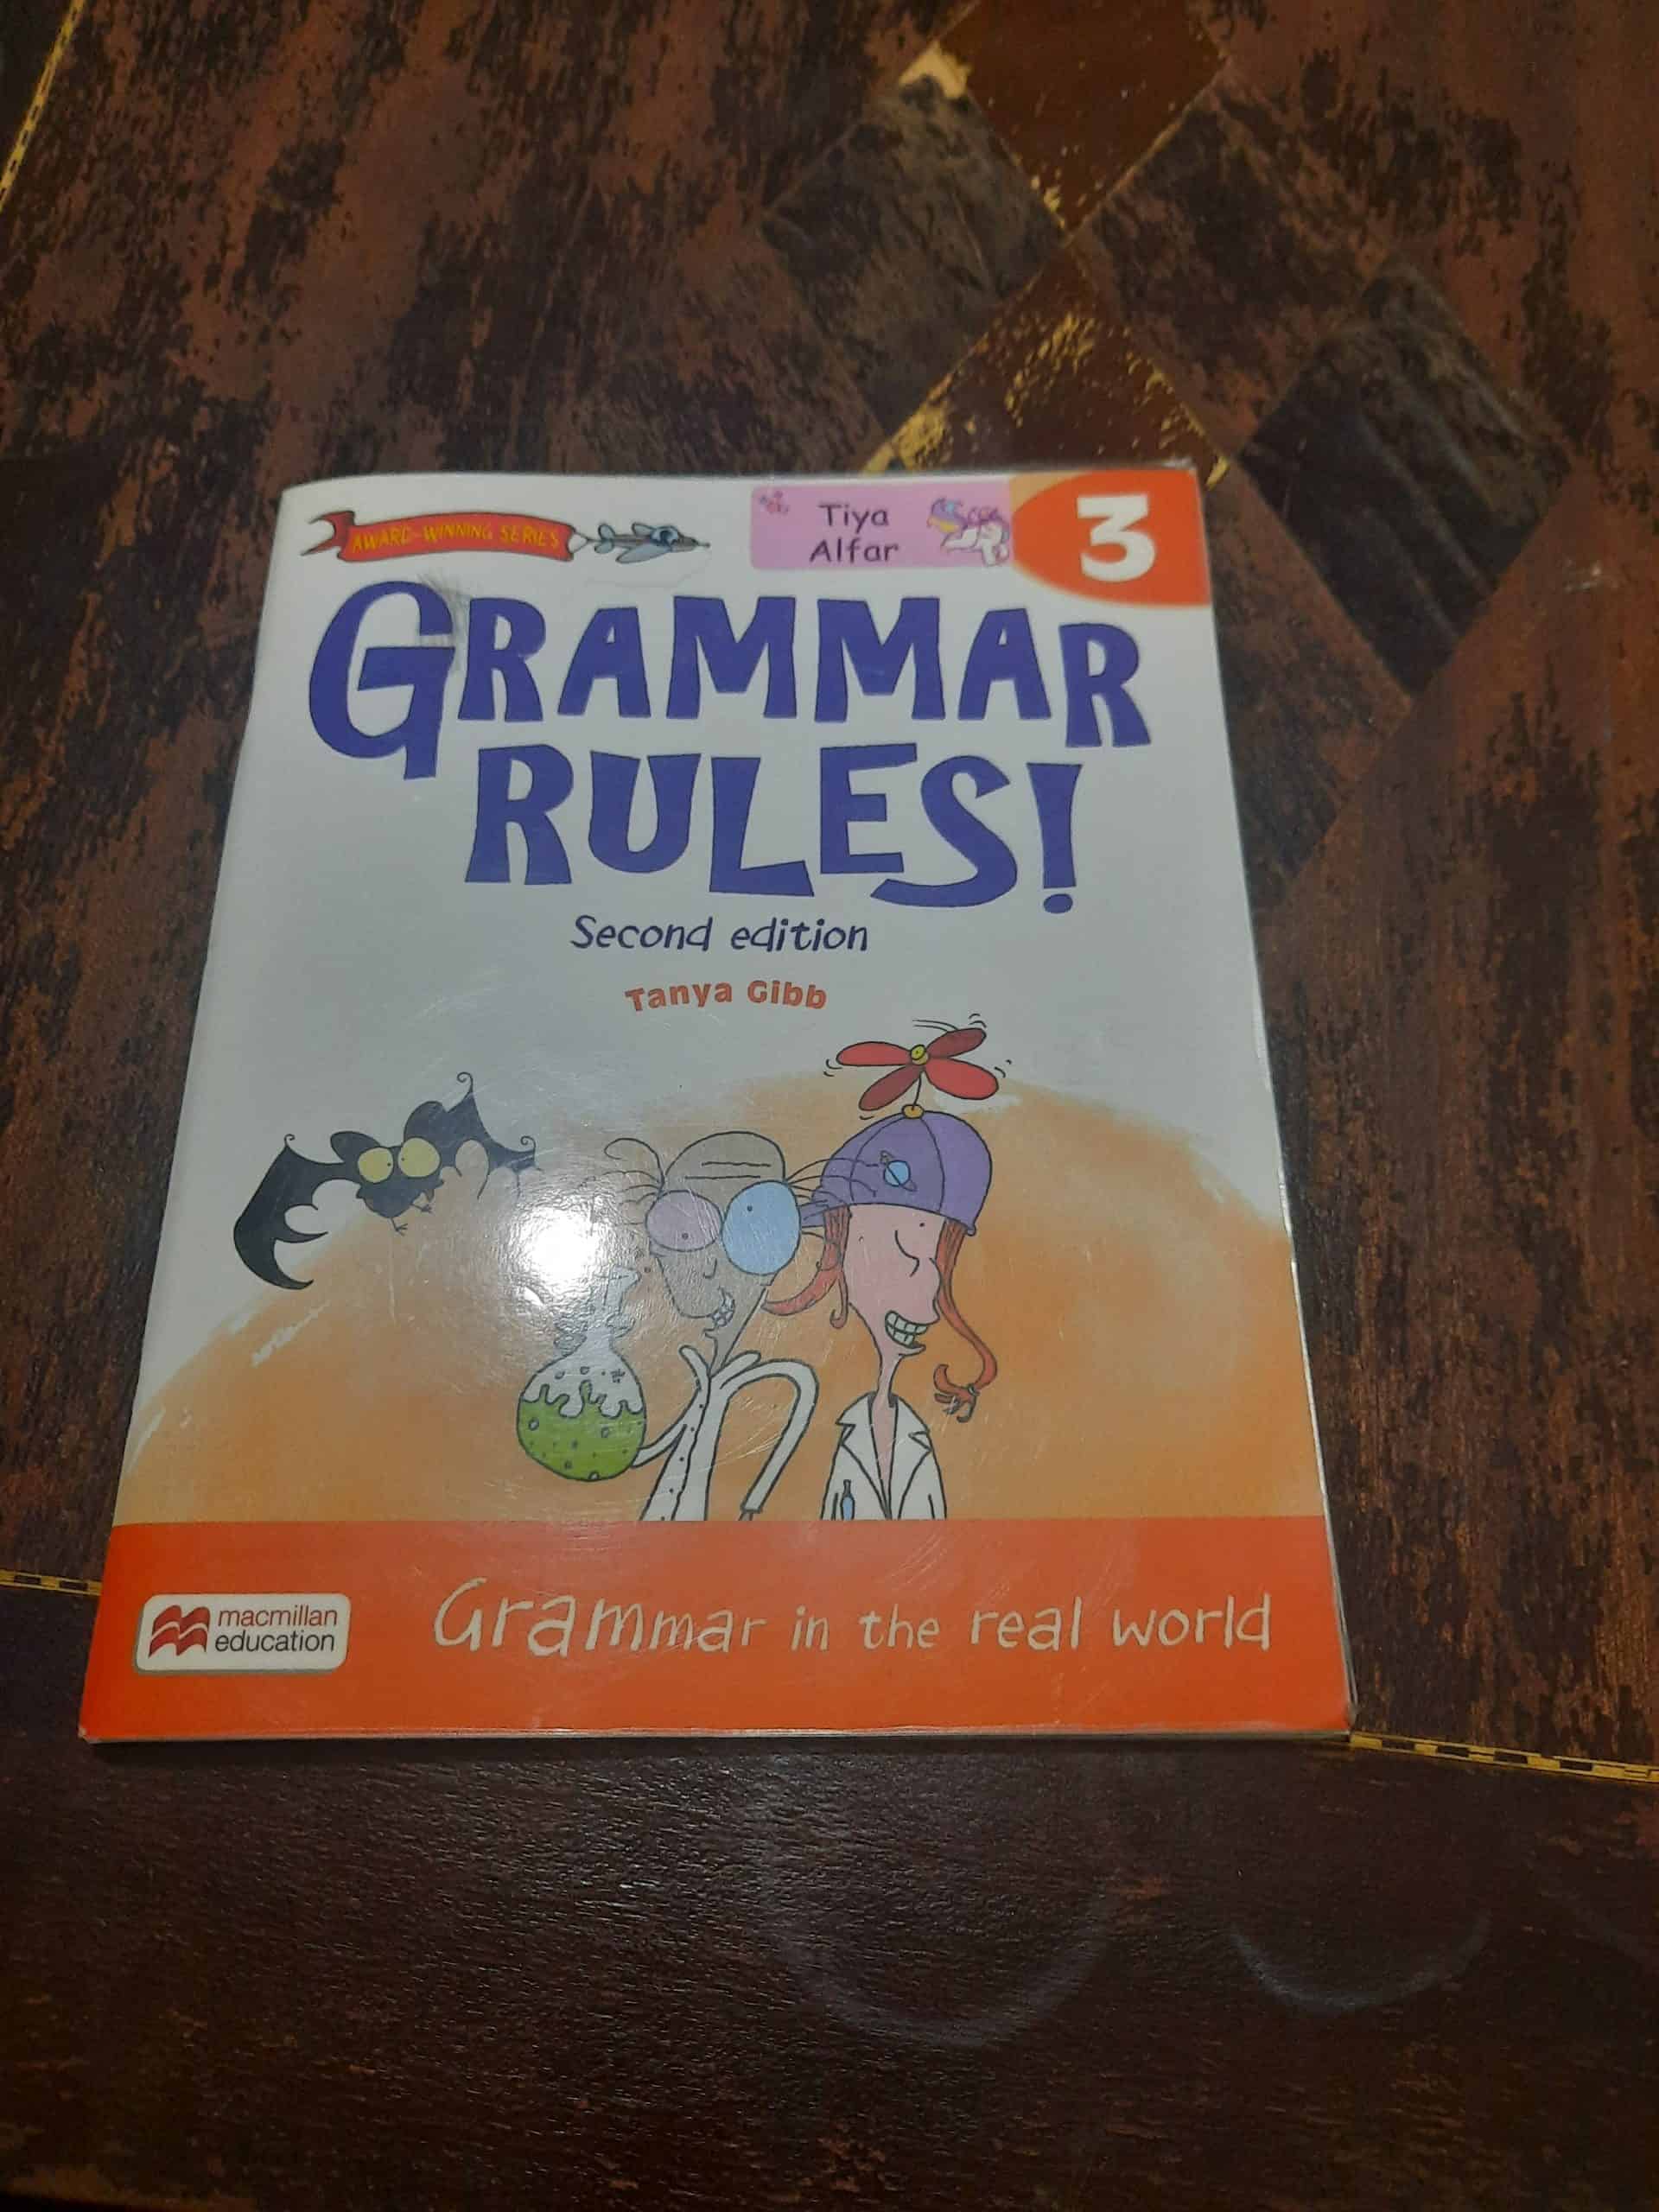 AWARD-WINNING SERIES
Tiya
Alfar
3
GRAMMAR
RULES!
Second edition
Tanya Gibb
macmillan
education
Grammar in the real world